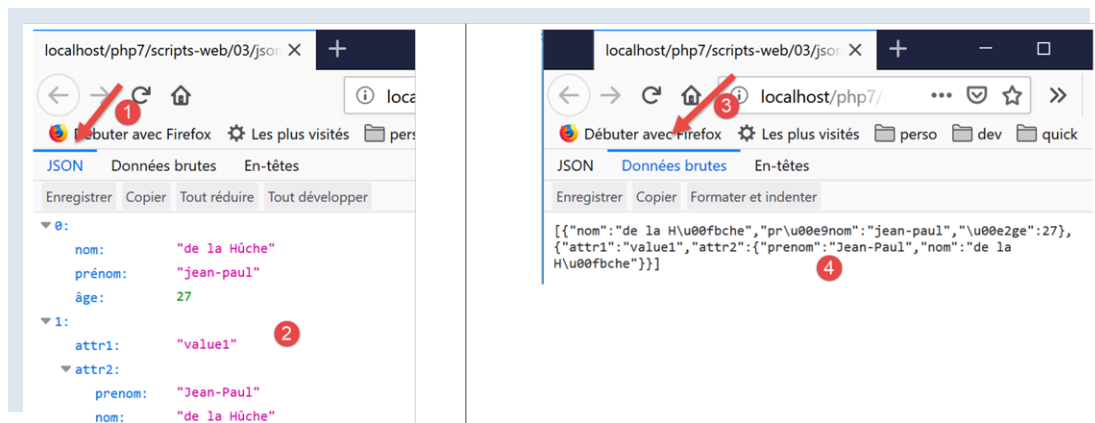 localhost/php7/scripts-web/03/jsor
1
loca
Débuter avec Firefox Les plus visités pers
JSON Données brutes En-têtes
Enregistrer Copier Tout réduire Tout développer
0:
nom: "de la Hûche"
prénom: "jean-paul"
âge: 27
1:
attr1: "value1"
2
attr2:
prenom: "Jean-Paul"
nom: "de la Hûche"
localhost/php7/scripts-web/03/jsor
3
localhost/php7/
Débuter avec Firefox Les plus visités perso dev quick
JSON Données brutes En-têtes
Enregistrer Copier Formater et indenter
[{"nom":"de la H\u00fbche","pr\u00e9nom":"jean-paul","\u00e2ge":27},
{"attr1":"value1","attr2":{"prenom":"Jean-Paul","nom":"de la
H\u00fbche"}}]
4